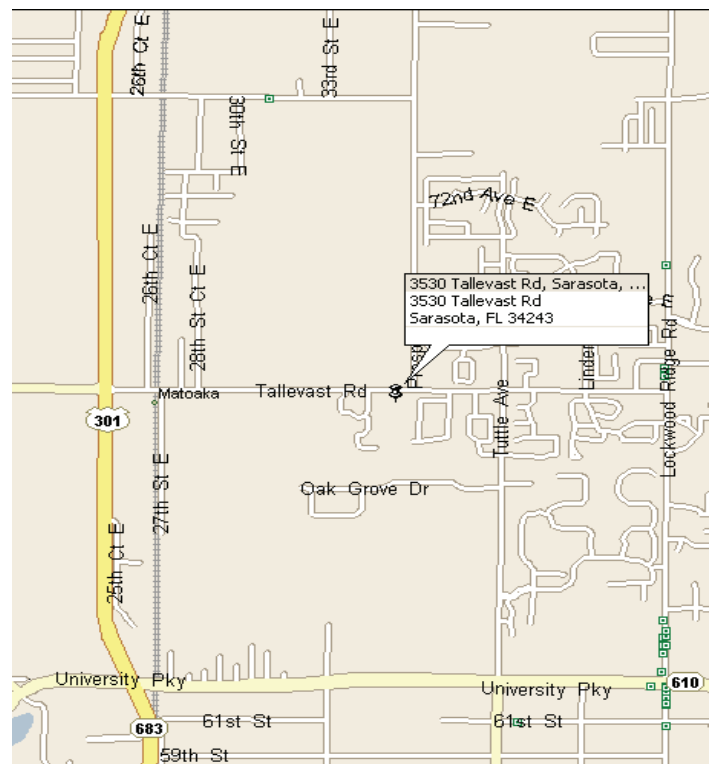 26th Ct E
33rd St E
30th St E
72nd Ave E
26th Ct E
28th St Ct E
3530 Tallevast Rd, Sarasota, ...
3530 Tallevast Rd
Sarasota, FL 34243
Lockwood Ridge Rd
Matoaka
Tallevast Rd
Tuttle Ave
Linden
301
27th St E
Oak Grove Dr
25th Ct E
University Pky
University Pky
610
683
61st St
61st St
59th St